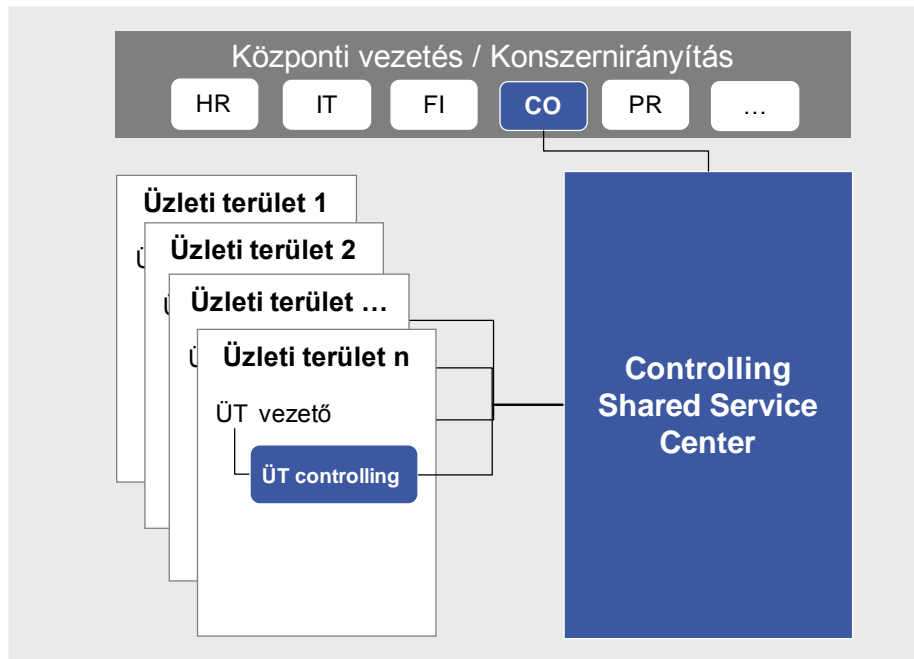 Központi vezetés / Konszernirányítás
HR
IT
FI
CO
PR
…
Üzleti terület 1
Üzleti terület 2
Üzleti terület …
Üzleti terület n
ÜT vezető
ÜT controlling
Controlling
Shared Service
Center